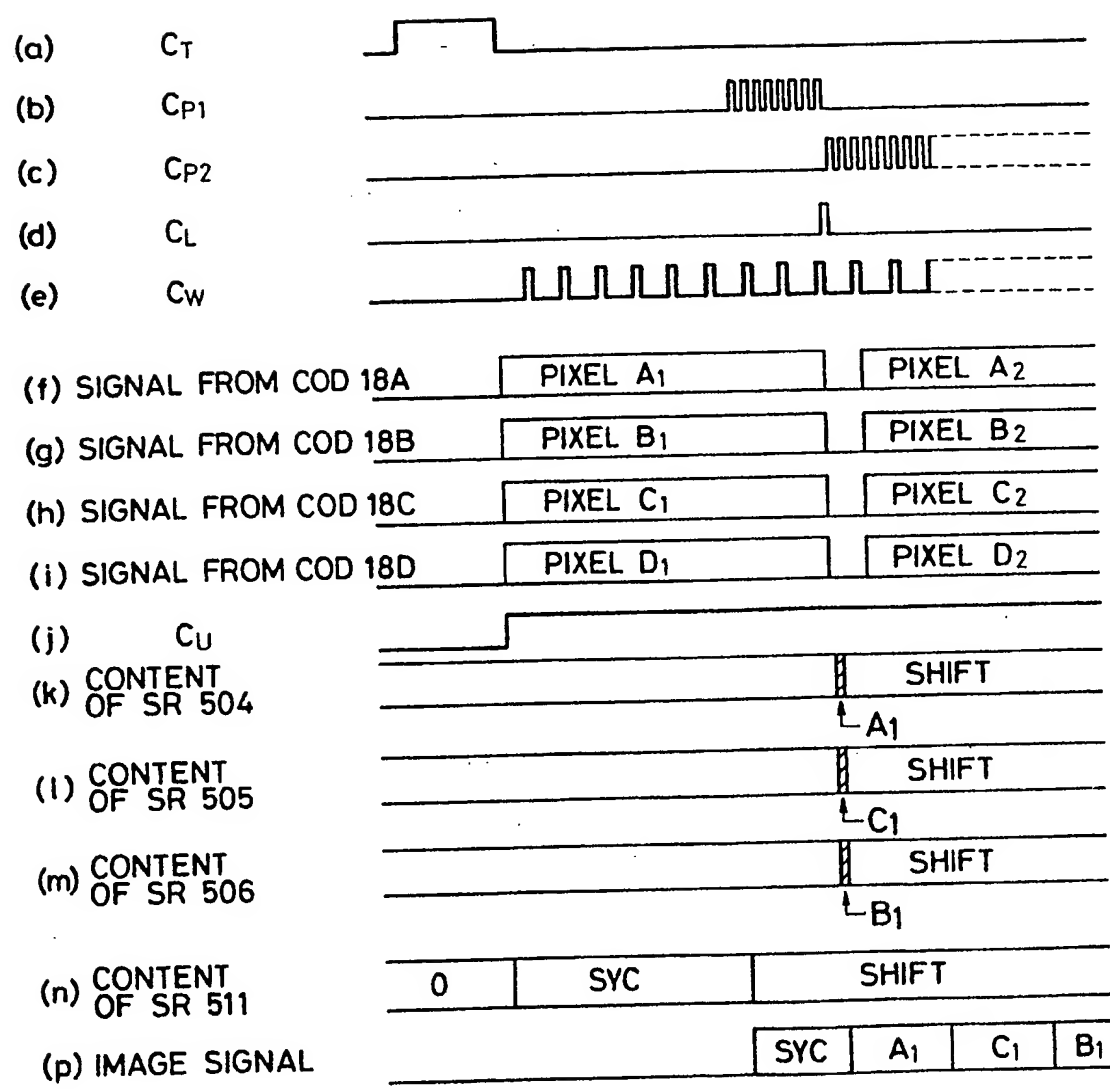 (a) CT
(b) CP1
(c) CP2
(d) CL
(e) CW
(f) SIGNAL FROM COD 18A PIXEL A1 PIXEL A2
(g) SIGNAL FROM COD 18B PIXEL B1 PIXEL B2
(h) SIGNAL FROM COD 18C PIXEL C1 PIXEL C2
(i) SIGNAL FROM COD 18D PIXEL D1 PIXEL D2
(j) CU
(k) CONTENT OF SR 504 SHIFT
A1
(l) CONTENT OF SR 505 SHIFT
C1
(m) CONTENT OF SR 506 SHIFT
B1
(n) CONTENT OF SR 511 0 SYC SHIFT
(p) IMAGE SIGNAL SYC A1 C1 B1